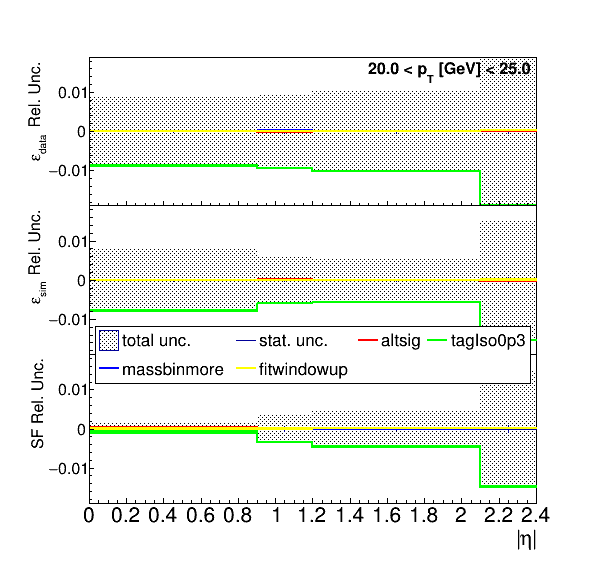 20.0 < p_T [GeV] < 25.0
ε_data Rel. Unc.
0.01
0
−0.01
ε_sim Rel. Unc.
0.01
0
−0.01
total unc. stat. unc. altsig tagIso0p3
massbinmore fitwindowup
SF Rel. Unc.
0.01
0
−0.01
0 0.2 0.4 0.6 0.8 1 1.2 1.4 1.6 1.8 2 2.2 2.4
|η|